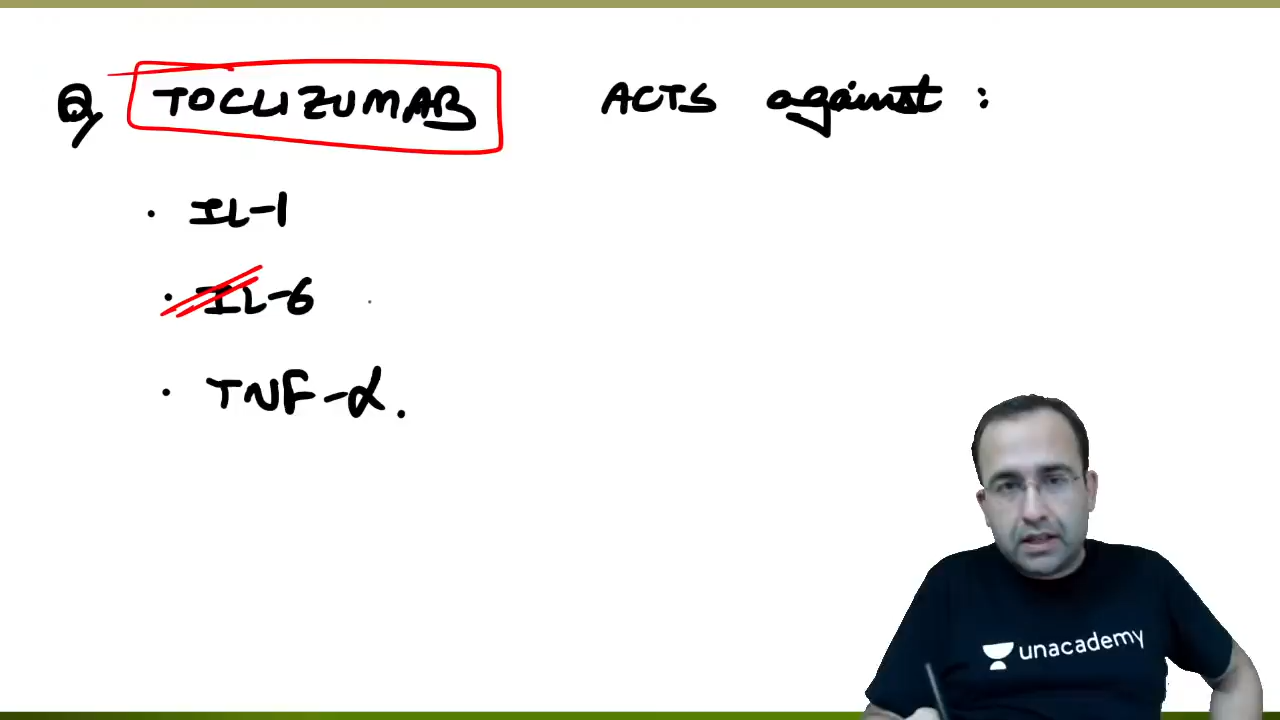 Q, TOCLIZUMAB ACTS against :
· IL-1
· IL-6
· TNF-α.
unacademy